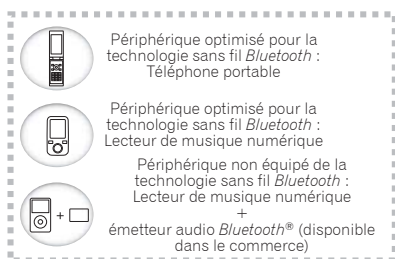 Périphérique optimisé pour la
technologie sans fil Bluetooth :
Téléphone portable
Périphérique optimisé pour la
technologie sans fil Bluetooth :
Lecteur de musique numérique
Périphérique non équipé de la
technologie sans fil Bluetooth :
Lecteur de musique numérique
+
émetteur audio Bluetooth® (disponible
dans le commerce)